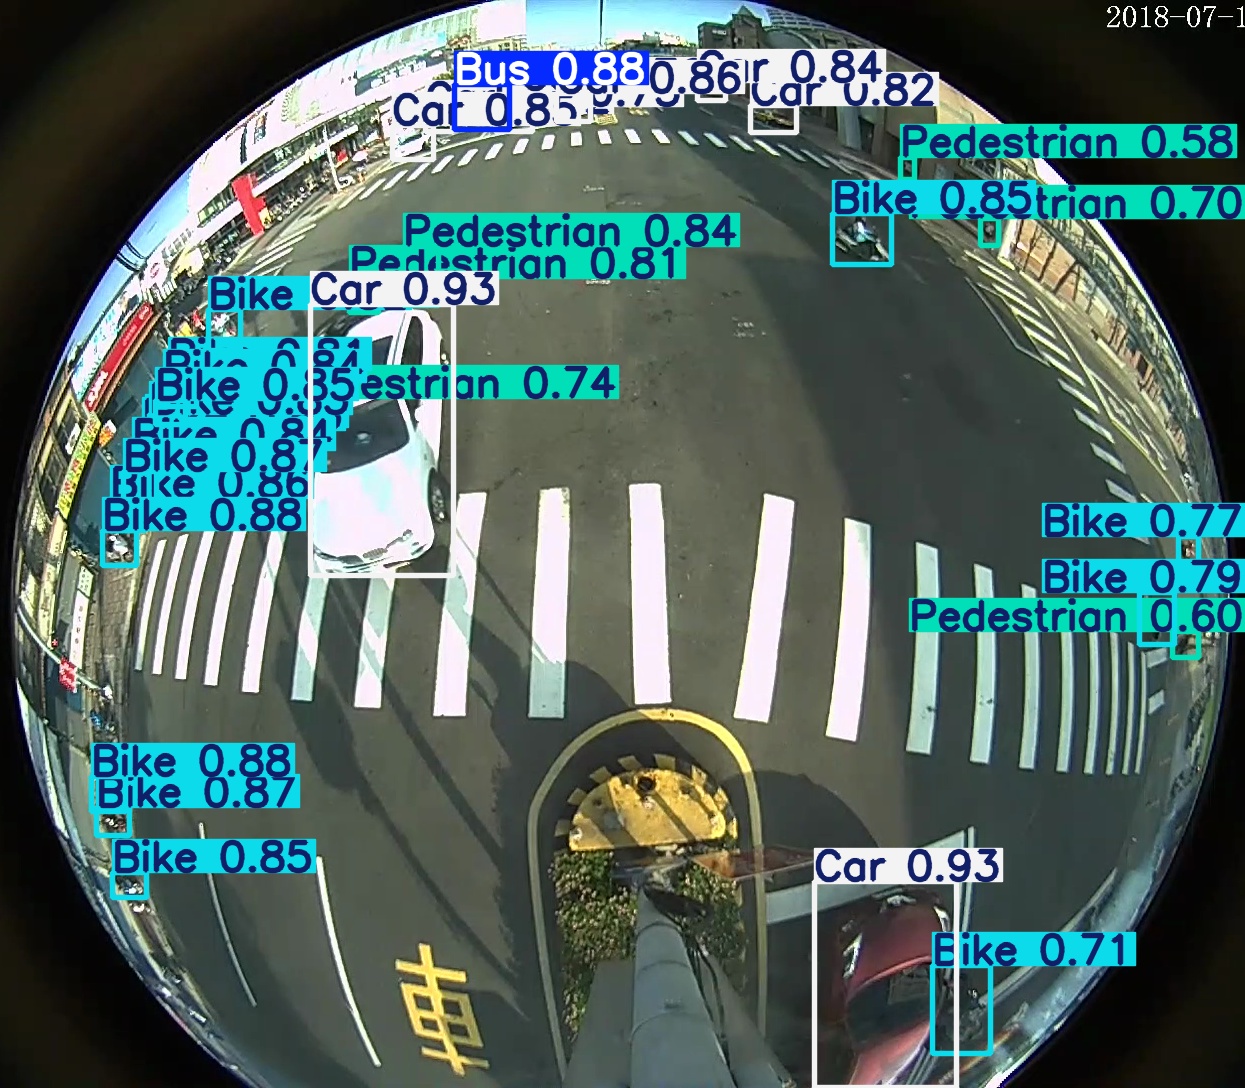 2018-07-1
Bus 0.88
0.86
Car 0.84
Car 0.85
Car 0.82
Pedestrian 0.58
Bike 0.85
trian 0.70
Pedestrian 0.84
Pedestrian 0.81
Bike
Car 0.93
Bike 0.84
Bike 0.85
estrian 0.74
Bike 0.84
Bike 0.87
Bike 0.86
Bike 0.88
Bike 0.77
Bike 0.79
Pedestrian 0.60
Bike 0.88
Bike 0.87
Bike 0.85
Car 0.93
Bike 0.71
車